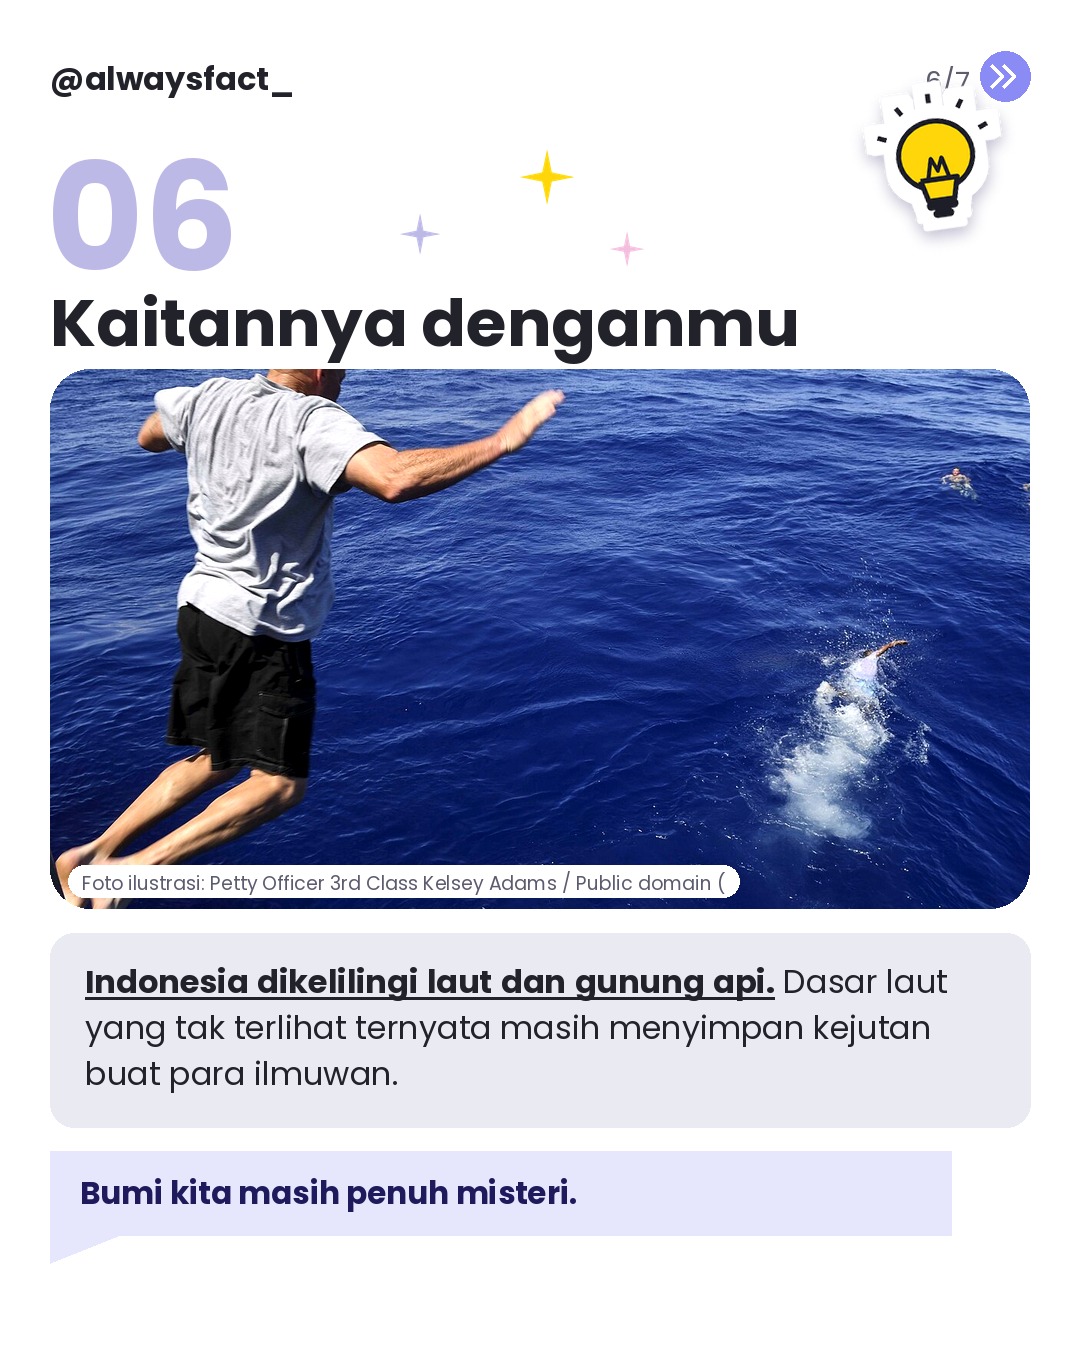 @alwaysfact_
6/7
06
Kaitannya denganmu
Foto ilustrasi: Petty Officer 3rd Class Kelsey Adams / Public domain (
Indonesia dikelilingi laut dan gunung api. Dasar laut
yang tak terlihat ternyata masih menyimpan kejutan
buat para ilmuwan.
Bumi kita masih penuh misteri.